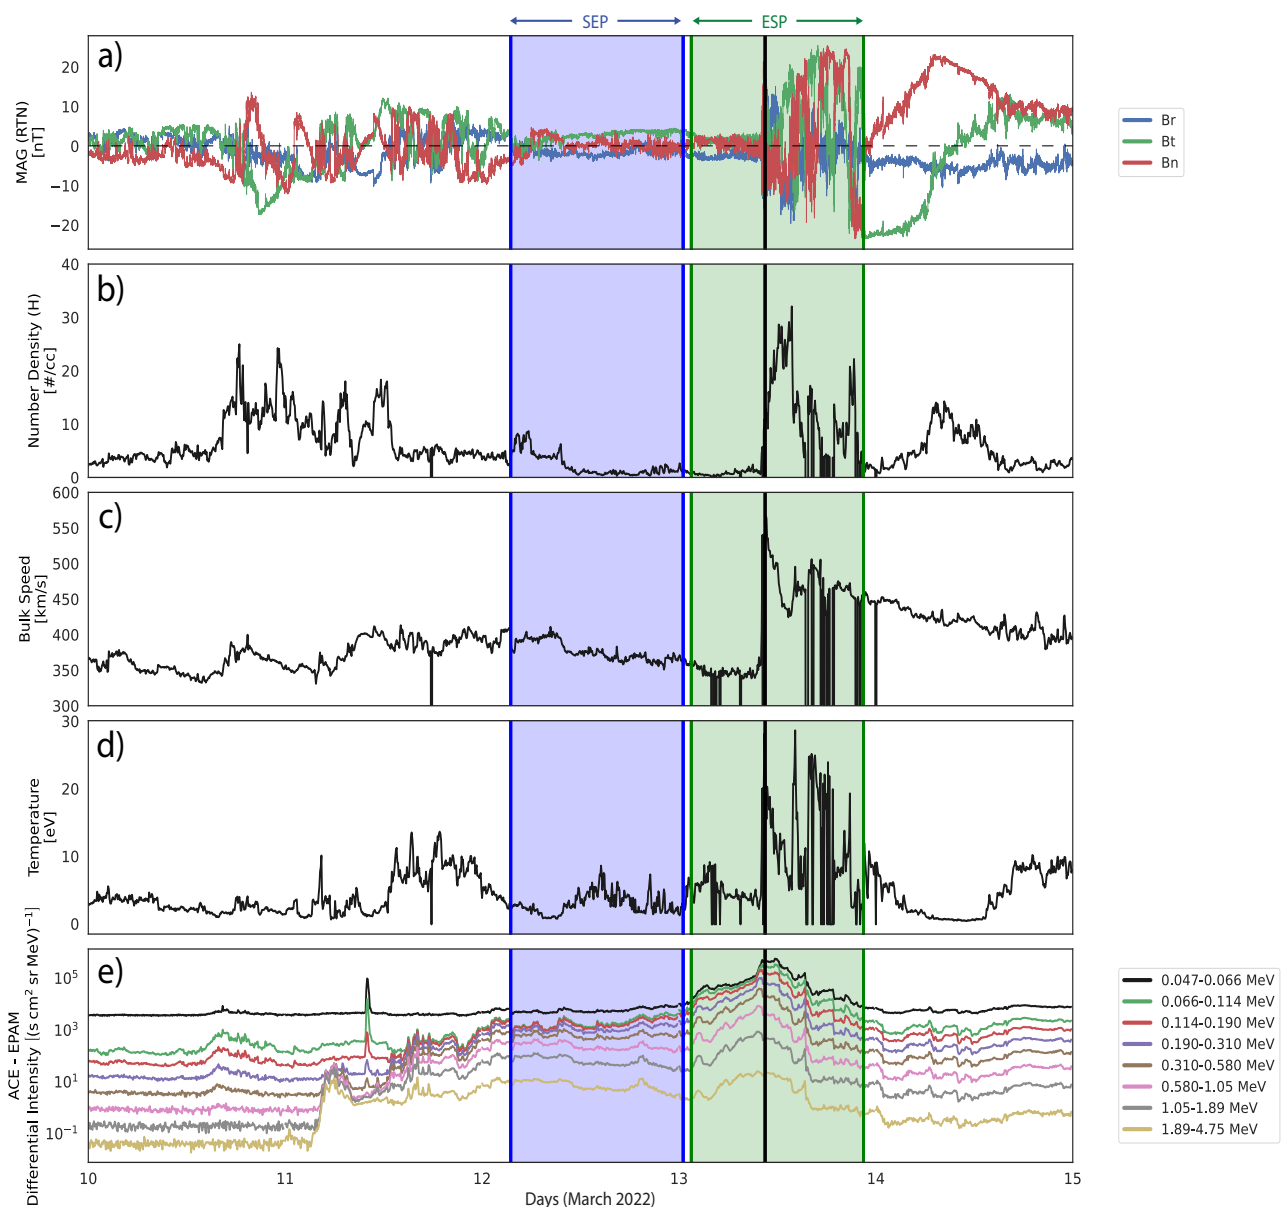 SEP
ESP
a)
MAG (RTN)
[nT]
20
10
0
−10
−20
Br
Bt
Bn
b)
Number Density (H)
[#/cc]
40
30
20
10
0
c)
Bulk Speed
[km/s]
600
550
500
450
400
350
300
d)
Temperature
[eV]
30
20
10
0
e)
ACE - EPAM
Differential Intensity [(s cm² sr MeV)⁻¹]
10⁵
10³
10¹
10⁻¹
0.047-0.066 MeV
0.066-0.114 MeV
0.114-0.190 MeV
0.190-0.310 MeV
0.310-0.580 MeV
0.580-1.05 MeV
1.05-1.89 MeV
1.89-4.75 MeV
10 11 12 13 14 15
Days (March 2022)